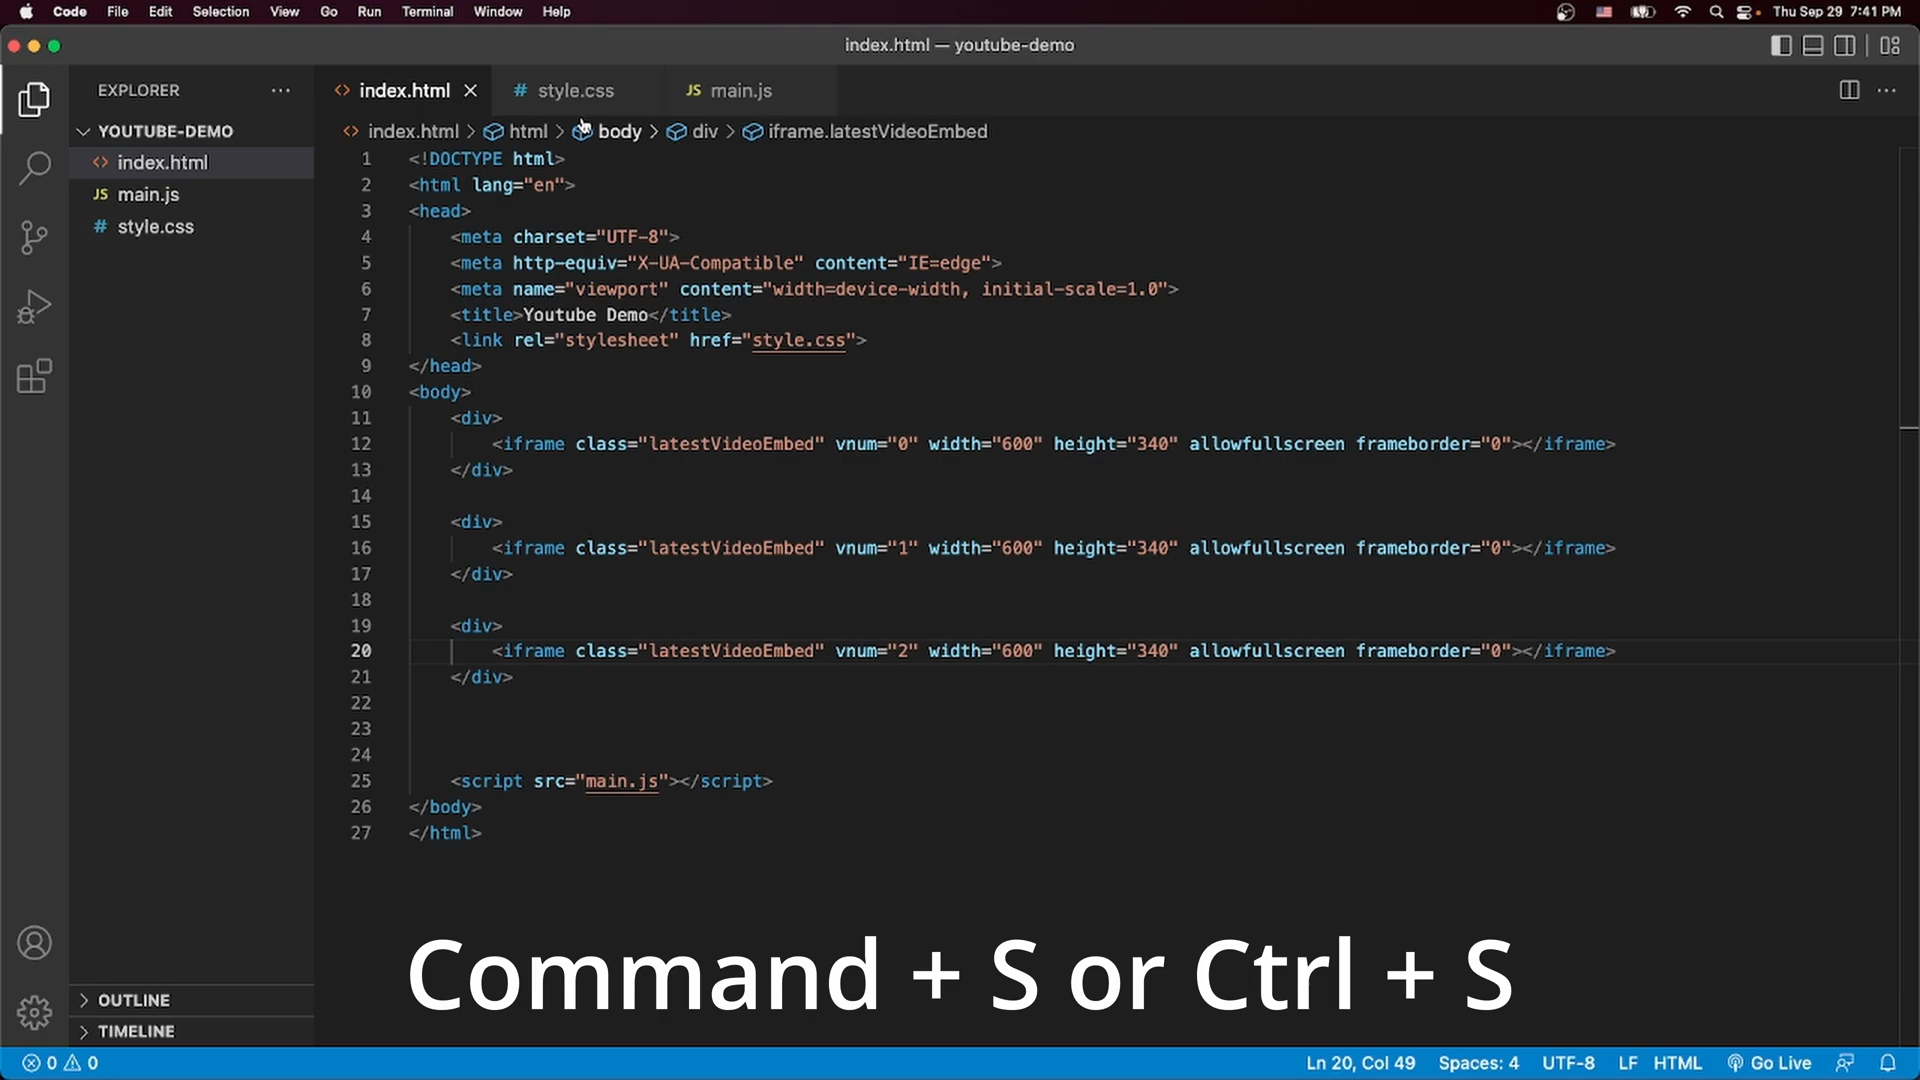 Code File Edit Selection View Go Run Terminal Window Help Thu Sep 29 7:41 PM
index.html — youtube-demo
EXPLORER
YOUTUBE-DEMO
index.html
JS main.js
# style.css
OUTLINE
TIMELINE
<> index.html # style.css JS main.js
<> index.html > html > body > div > iframe.latestVideoEmbed
1 <!DOCTYPE html>
2 <html lang="en">
3 <head>
4     <meta charset="UTF-8">
5     <meta http-equiv="X-UA-Compatible" content="IE=edge">
6     <meta name="viewport" content="width=device-width, initial-scale=1.0">
7     <title>Youtube Demo</title>
8     <link rel="stylesheet" href="style.css">
9 </head>
10 <body>
11     <div>
12         <iframe class="latestVideoEmbed" vnum="0" width="600" height="340" allowfullscreen frameborder="0"></iframe>
13     </div>
14
15     <div>
16         <iframe class="latestVideoEmbed" vnum="1" width="600" height="340" allowfullscreen frameborder="0"></iframe>
17     </div>
18
19     <div>
20         <iframe class="latestVideoEmbed" vnum="2" width="600" height="340" allowfullscreen frameborder="0"></iframe>
21     </div>
22
23
24
25     <script src="main.js"></script>
26 </body>
27 </html>
Command + S or Ctrl + S
0 0 Ln 20, Col 49 Spaces: 4 UTF-8 LF HTML Go Live